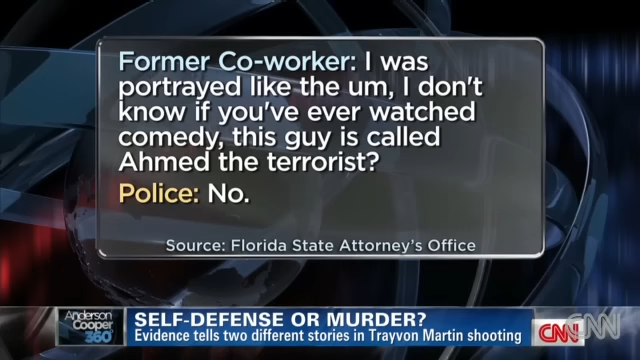 Former Co-worker: I was
portrayed like the um, I don't
know if you've ever watched
comedy, this guy is called
Ahmed the terrorist?
Police: No.
Source: Florida State Attorney's Office
Anderson
Cooper
360°
SELF-DEFENSE OR MURDER?
Evidence tells two different stories in Trayvon Martin shooting
CNN
CNN